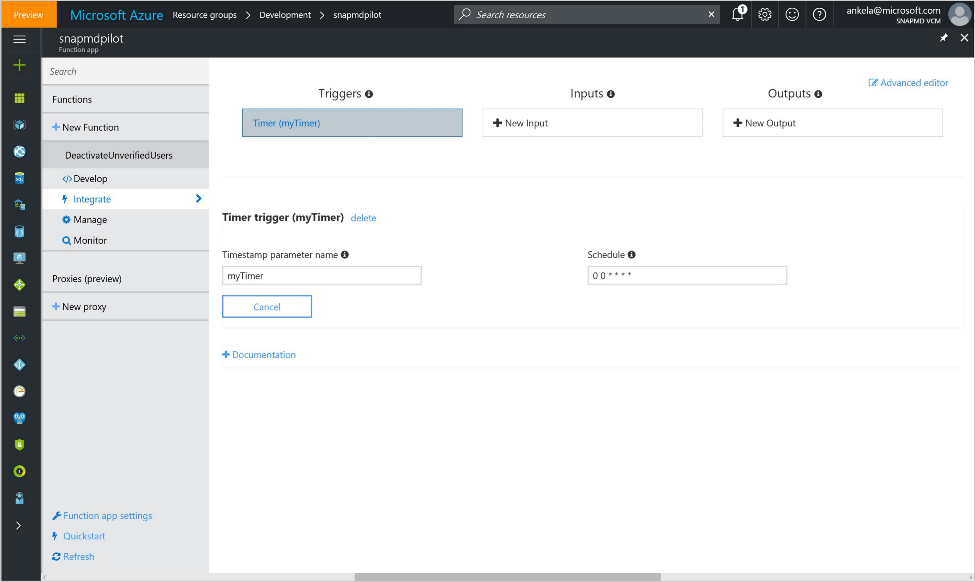 Preview
Microsoft Azure Resource groups > Development > snapmdpilot
Search resources
1
ankela@microsoft.com
SNAPMD VCM
snapmdpilot
Function app
Search
Functions
New Function
DeactivateUnverifiedUsers
Develop
Integrate
Manage
Monitor
Proxies (preview)
New proxy
Function app settings
Quickstart
Refresh
Advanced editor
Triggers Inputs Outputs
Timer (myTimer) New Input New Output
Timer trigger (myTimer) delete
Timestamp parameter name Schedule
myTimer 0 0 * * * *
Cancel
Documentation